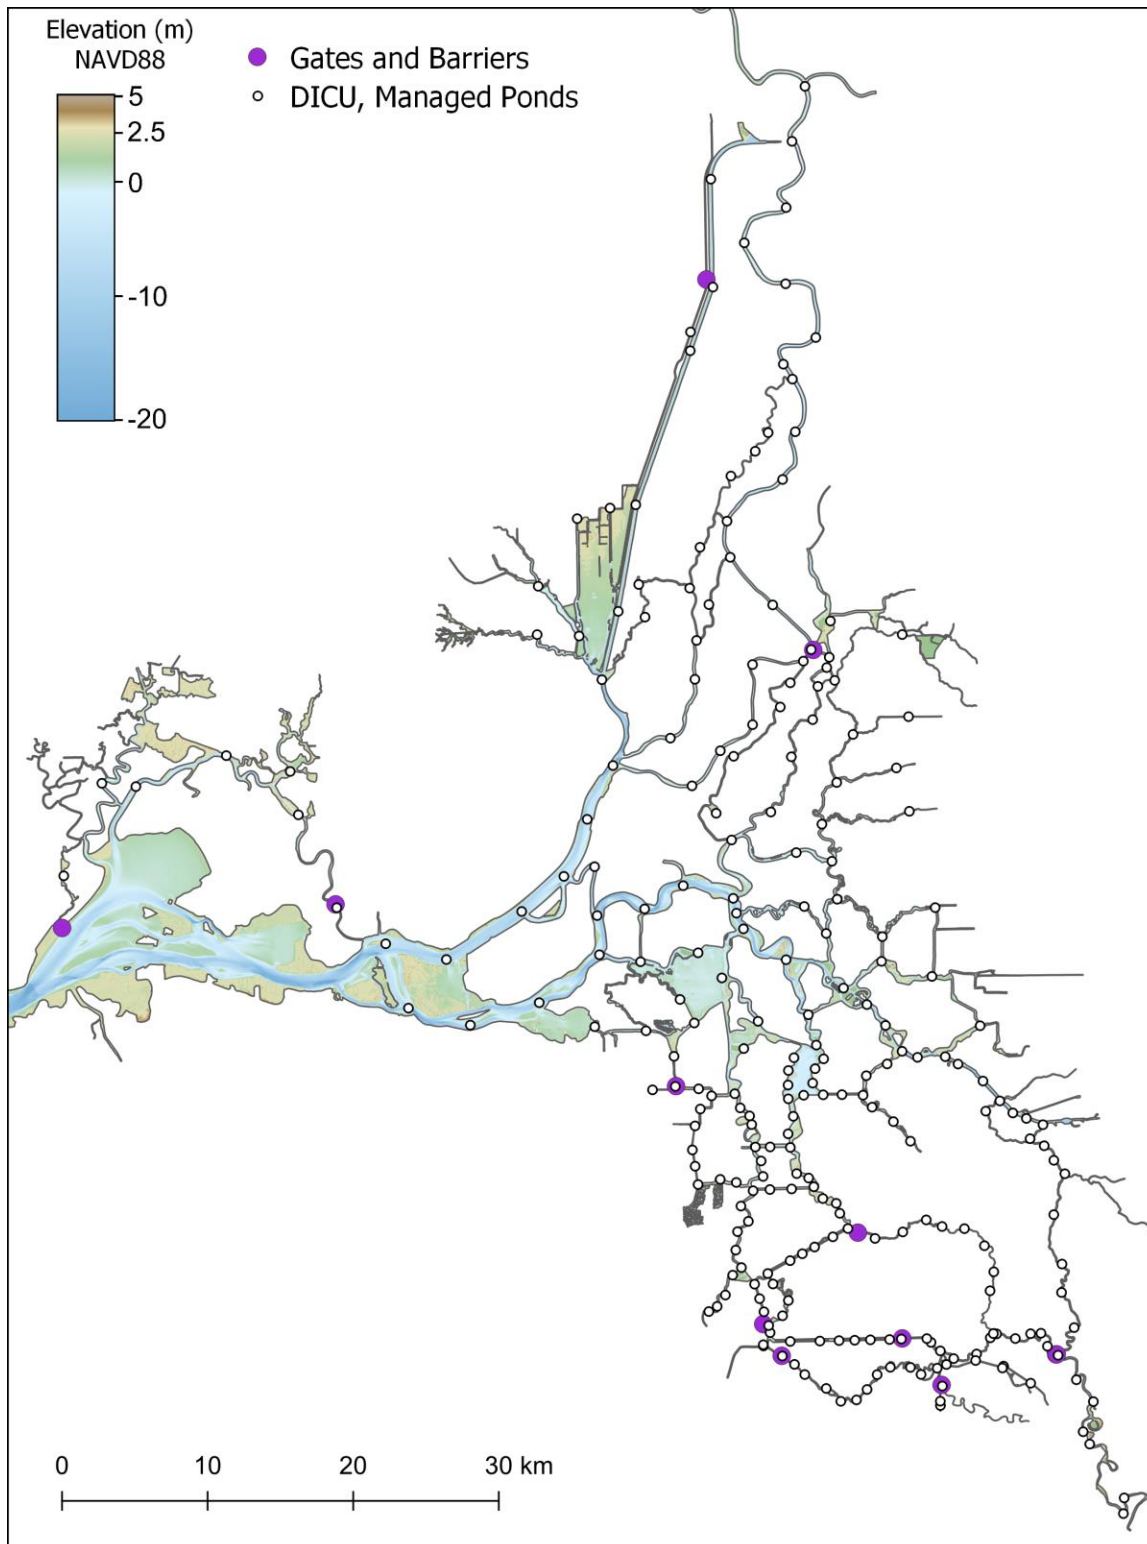 Elevation (m)
NAVD88
5
2.5
0
-10
-20
Gates and Barriers
DICU, Managed Ponds
0 10 20 30 km